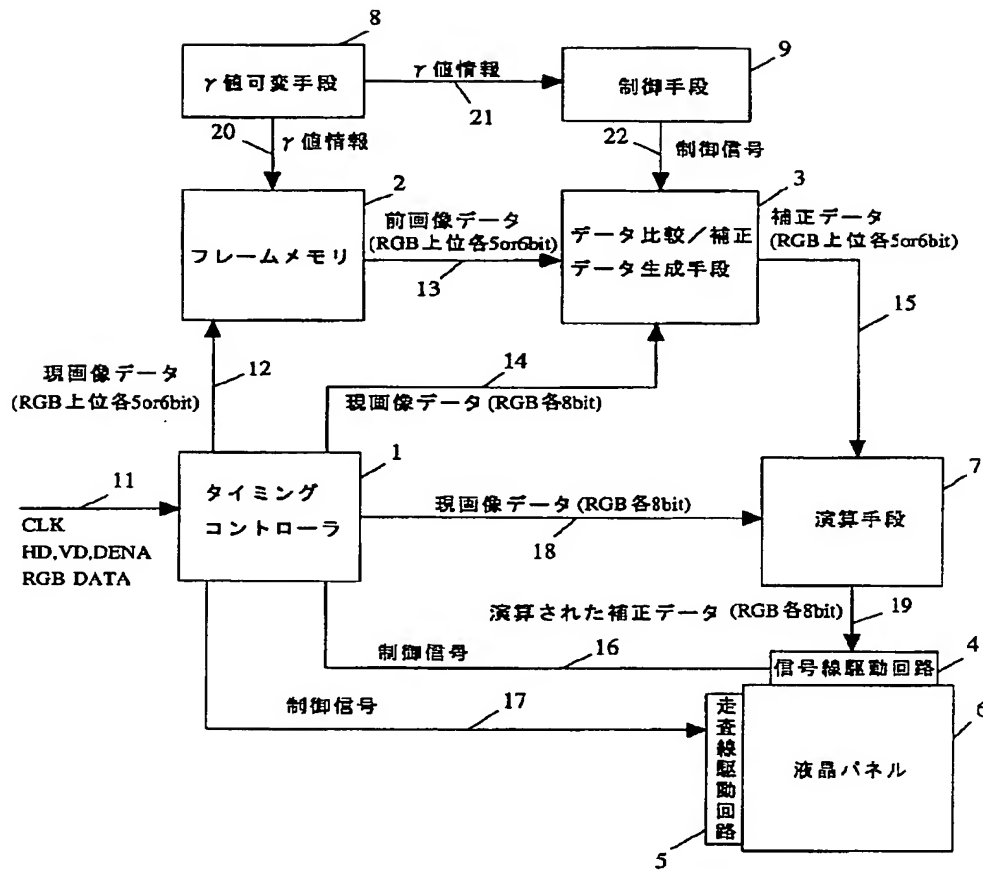 8
γ値可変手段
γ値情報
21
9
制御手段
20
γ値情報
22
制御信号
2
フレームメモリ
前画像データ
(RGB上位各5or6bit)
13
3
データ比較／補正
データ生成手段
補正データ
(RGB上位各5or6bit)
15
現画像データ
(RGB上位各5or6bit)
12
14
現画像データ(RGB各8bit)
11
CLK
HD,VD,DENA
RGB DATA
1
タイミング
コントローラ
現画像データ(RGB各8bit)
18
7
演算手段
演算された補正データ(RGB各8bit)
19
制御信号
16
信号線駆動回路
4
制御信号
17
走査線駆動回路
5
液晶パネル
6